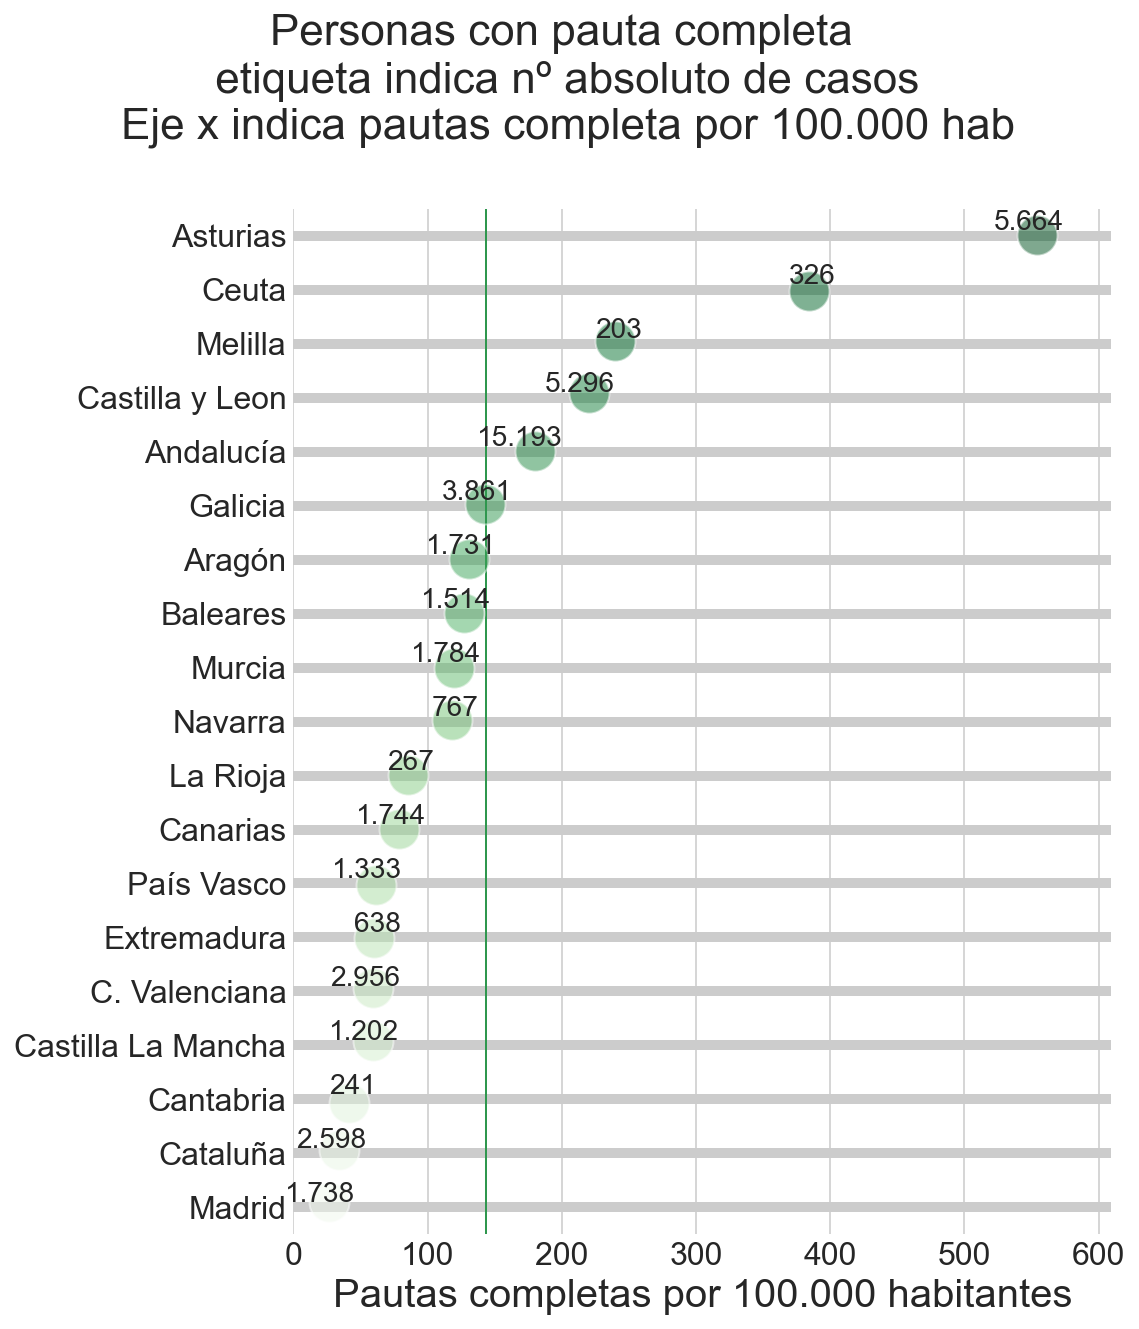 Personas con pauta completa
etiqueta indica nº absoluto de casos
Eje x indica pautas completa por 100.000 hab
Asturias 5.664
Ceuta 326
Melilla 203
Castilla y Leon 5.296
Andalucía 15.193
Galicia 3.861
Aragón 1.731
Baleares 1.514
Murcia 1.784
Navarra 767
La Rioja 267
Canarias 1.744
País Vasco 1.333
Extremadura 638
C. Valenciana 2.956
Castilla La Mancha 1.202
Cantabria 241
Cataluña 2.598
Madrid 1.738
0 100 200 300 400 500 600
Pautas completas por 100.000 habitantes